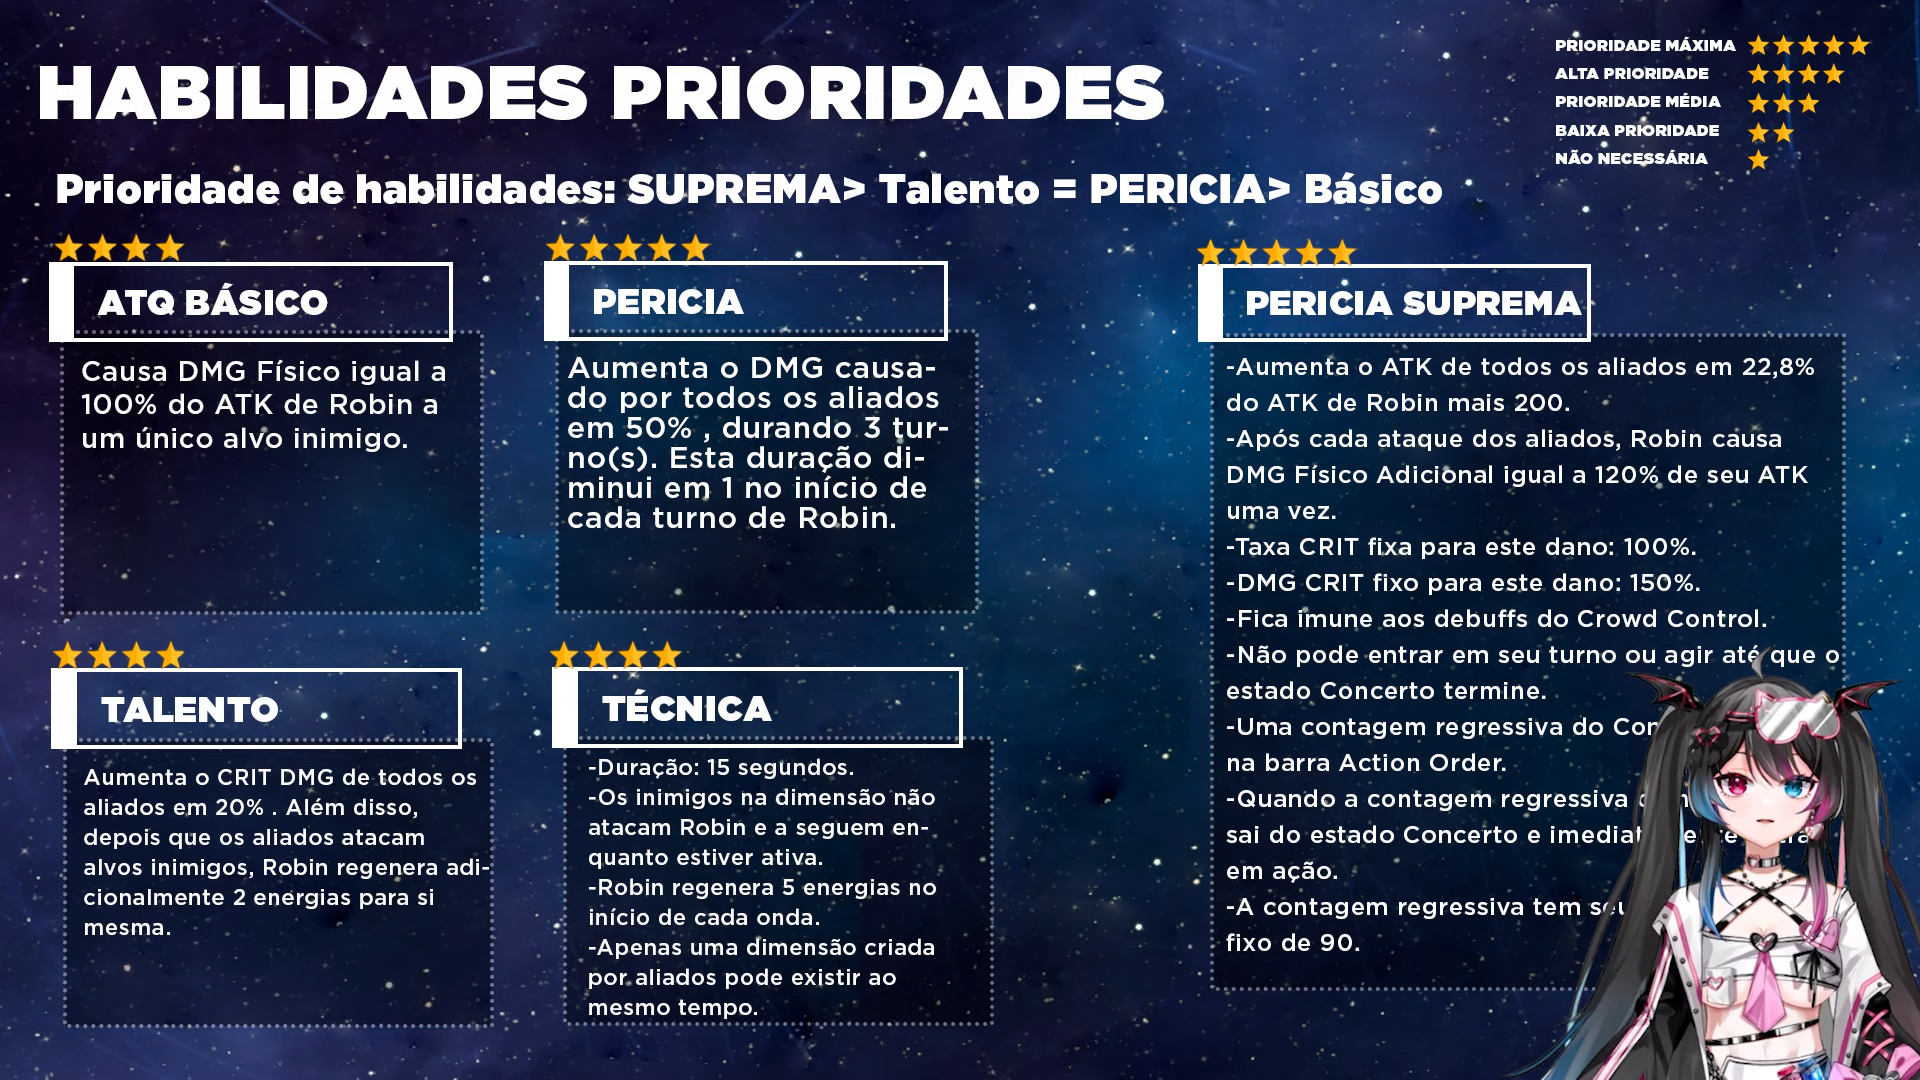 HABILIDADES PRIORIDADES
PRIORIDADE MÁXIMA
ALTA PRIORIDADE
PRIORIDADE MÉDIA
BAIXA PRIORIDADE
NÃO NECESSÁRIA
Prioridade de habilidades: SUPREMA> Talento = PERICIA> Básico
ATQ BÁSICO
Causa DMG Físico igual a
100% do ATK de Robin a
um único alvo inimigo.
PERICIA
Aumenta o DMG causa-
do por todos os aliados
em 50% , durando 3 tur-
no(s). Esta duração di-
minui em 1 no início de
cada turno de Robin.
PERICIA SUPREMA
-Aumenta o ATK de todos os aliados em 22,8%
do ATK de Robin mais 200.
-Após cada ataque dos aliados, Robin causa
DMG Físico Adicional igual a 120% de seu ATK
uma vez.
-Taxa CRIT fixa para este dano: 100%.
-DMG CRIT fixo para este dano: 150%.
-Fica imune aos debuffs do Crowd Control.
-Não pode entrar em seu turno ou agir até que o
estado Concerto termine.
-Uma contagem regressiva do
na barra Action Order.
-Quando a contagem regressiva
sai do estado Concerto e
em ação.
-A contagem regressiva tem
fixo de 90.
TALENTO
Aumenta o CRIT DMG de todos os
aliados em 20% . Além disso,
depois que os aliados atacam
alvos inimigos, Robin regenera adi-
cionalmente 2 energias para si
mesma.
TÉCNICA
-Duração: 15 segundos.
-Os inimigos na dimensão não
atacam Robin e a seguem en-
quanto estiver ativa.
-Robin regenera 5 energias no
início de cada onda.
-Apenas uma dimensão criada
por aliados pode existir ao
mesmo tempo.